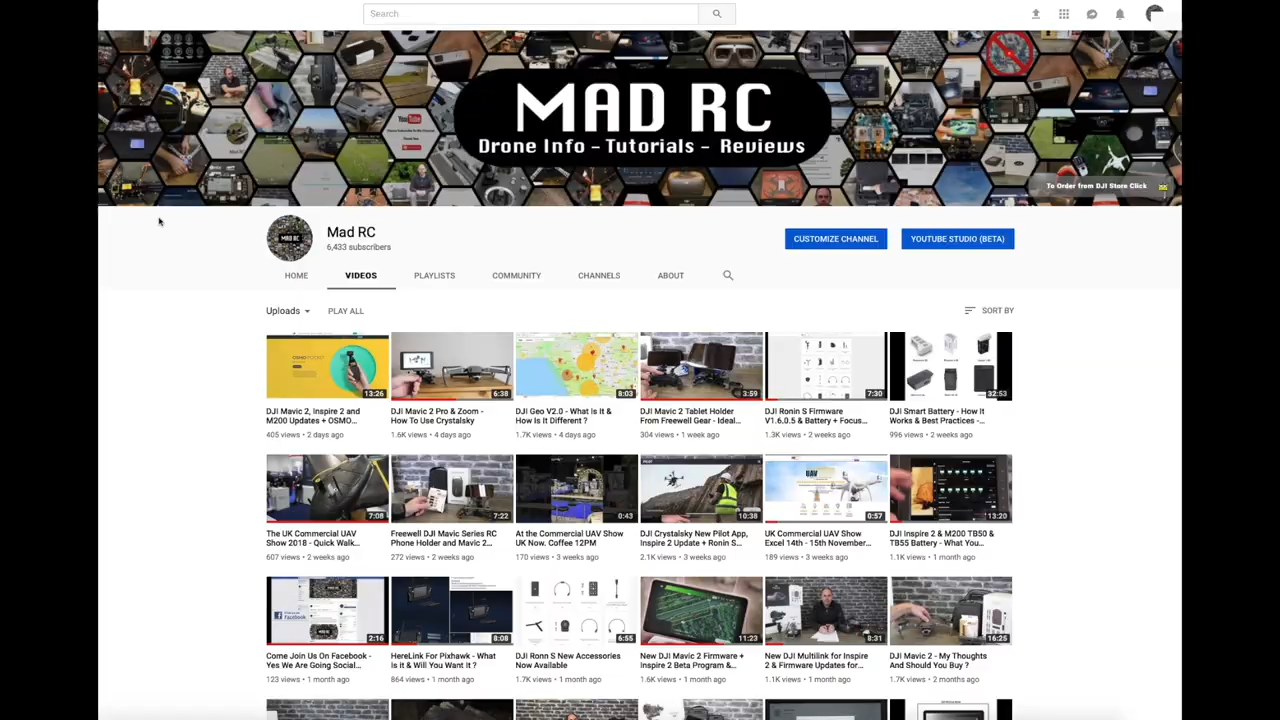 Search
MAD RC
Drone Info - Tutorials - Reviews
To Order from DJI Store Click
MAD RC
Mad RC
6,433 subscribers
CUSTOMIZE CHANNEL
YOUTUBE STUDIO (BETA)
HOME
VIDEOS
PLAYLISTS
COMMUNITY
CHANNELS
ABOUT
Uploads
PLAY ALL
SORT BY
13:26
6:38
8:03
3:59
7:30
32:53
DJI Mavic 2, Inspire 2 and
M200 Updates + OSMO...
405 views • 2 days ago
DJI Mavic 2 Pro & Zoom -
How To Use Crystalsky
1.6K views • 4 days ago
DJI Geo V2.0 - What Is It &
How Is It Different ?
1.7K views • 4 days ago
DJI Mavic 2 Tablet Holder
From Freewell Gear - Ideal...
304 views • 1 week ago
DJI Ronin S Firmware
V1.6.0.5 & Battery + Focus...
1.3K views • 2 weeks ago
DJI Smart Battery - How It
Works & Best Practices -...
996 views • 2 weeks ago
7:08
7:22
0:43
10:38
UAV
0:57
13:20
The UK Commercial UAV
Show 2018 - Quick Walk...
607 views • 2 weeks ago
Freewell DJI Mavic Series RC
Phone Holder and Mavic 2...
272 views • 2 weeks ago
At the Commercial UAV Show
UK Now. Coffee 12PM
170 views • 3 weeks ago
DJI Crystalsky New Pilot App,
Inspire 2 Update + Ronin S...
2.1K views • 3 weeks ago
UK Commercial UAV Show
Excel 14th - 15th November...
189 views • 3 weeks ago
DJI Inspire 2 & M200 TB50 &
TB55 Battery - What You...
1.1K views • 1 month ago
Facebook
2:16
8:08
6:55
11:23
8:31
16:25
Come Join Us On Facebook -
Yes We Are Going Social...
123 views • 1 month ago
HereLink For Pixhawk - What
Is it & Will You Want It ?
864 views • 1 month ago
DJI Ronn S New Accessories
Now Available
1.7K views • 1 month ago
New DJI Mavic 2 Firmware +
Inspire 2 Beta Program &...
1.6K views • 1 month ago
New DJI Multilink for Inspire
2 & Firmware Updates for...
1.1K views • 1 month ago
DJI Mavic 2 - My Thoughts
And Should You Buy ?
1.7K views • 2 months ago